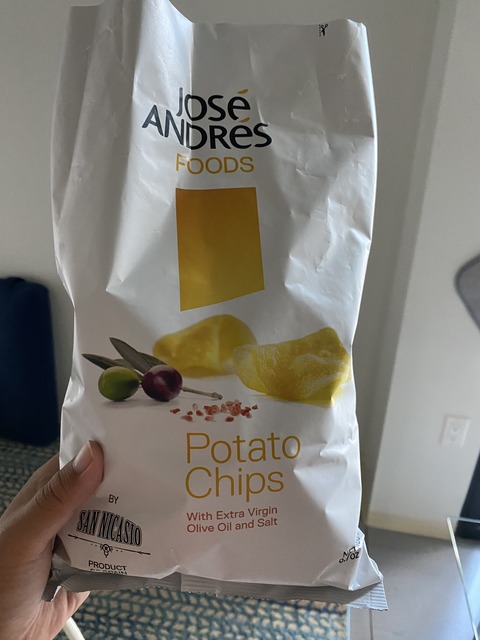 José
ANDRÉS
FOODS
Potato
Chips
With Extra Virgin
Olive Oil and Salt
BY
SAN NICASIO
PRODUCT